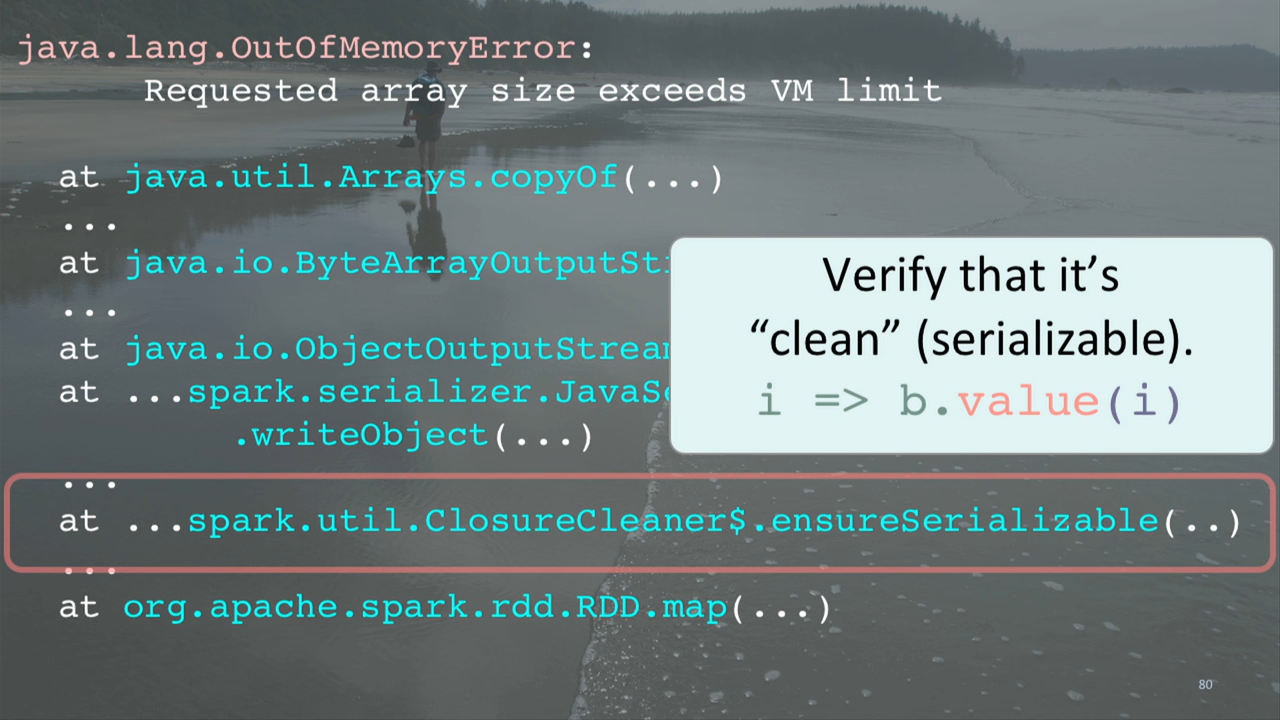 java.lang.OutOfMemoryError:
Requested array size exceeds VM limit
at java.util.Arrays.copyOf(...)
...
at java.io.ByteArrayOutputSt
...
at java.io.ObjectOutputStrea
at ...spark.serializer.JavaS
.writeObject(...)
...
at ...spark.util.ClosureCleaner$.ensureSerializable(..)
...
at org.apache.spark.rdd.RDD.map(...)
Verify that it’s
“clean” (serializable).
i => b.value(i)
80